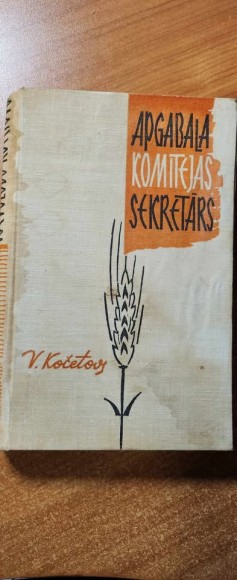 APGABALA
KOMITEJAS
SEKRETĀRS
V. Kočetovs